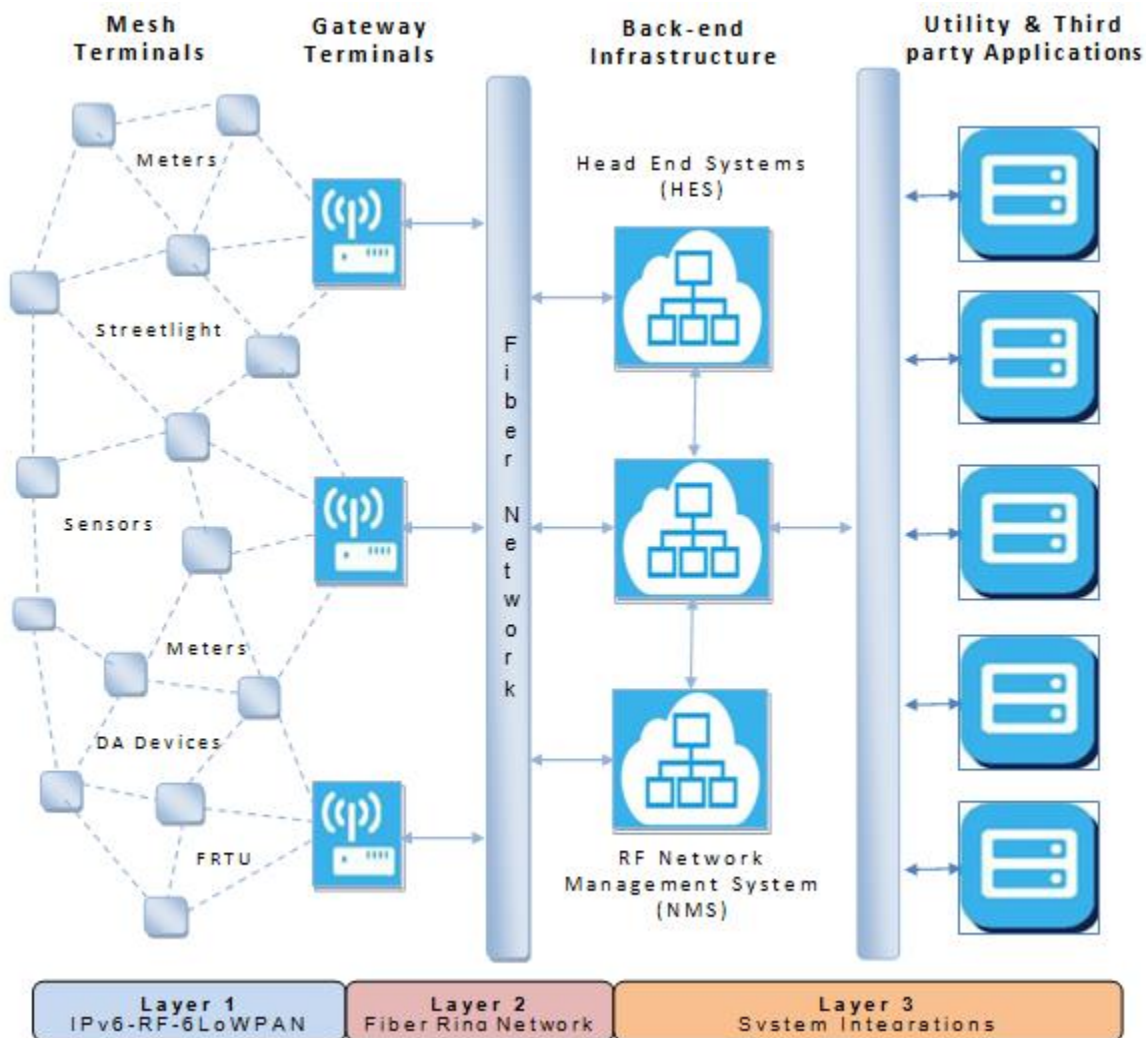 Mesh
Terminals
Gateway
Terminals
Back-end
Infrastructure
Utility & Third
party Applications
Meters
Streetlight
Sensors
Meters
DA Devices
FRTU
Fiber Network
Head End Systems
(HES)
RF Network
Management System
(NMS)
Layer 1
IPv6-RF-6LoWPAN
Layer 2
Fiber Ring Network
Layer 3
System Integrations